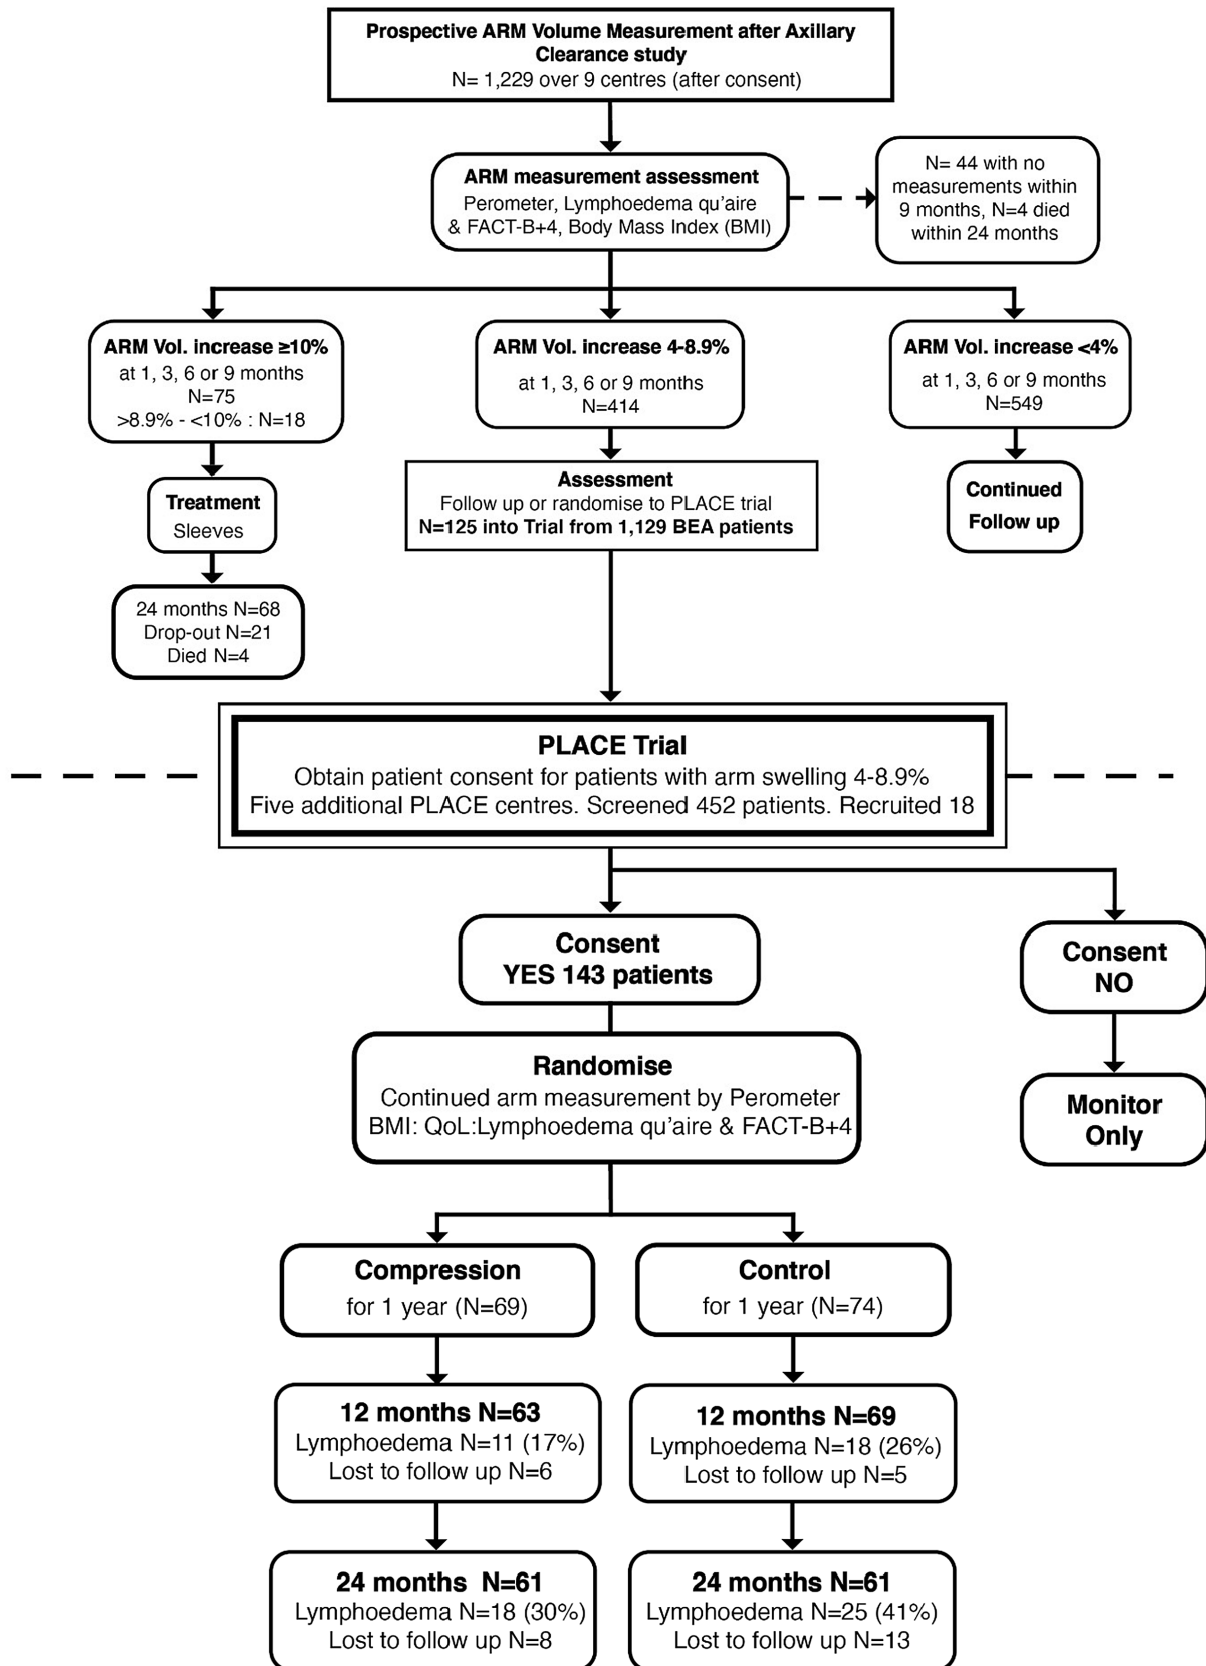 Prospective ARM Volume Measurement after Axillary
Clearance study
N= 1,229 over 9 centres (after consent)
ARM measurement assessment
Perometer, Lymphoedema qu'aire
& FACT-B+4, Body Mass Index (BMI)
N= 44 with no
measurements within
9 months, N=4 died
within 24 months
ARM Vol. increase ≥10%
at 1, 3, 6 or 9 months
N=75
>8.9% - <10% : N=18
ARM Vol. increase 4-8.9%
at 1, 3, 6 or 9 months
N=414
ARM Vol. increase <4%
at 1, 3, 6 or 9 months
N=549
Treatment
Sleeves
Assessment
Follow up or randomise to PLACE trial
N=125 into Trial from 1,129 BEA patients
Continued
Follow up
24 months N=68
Drop-out N=21
Died N=4
PLACE Trial
Obtain patient consent for patients with arm swelling 4-8.9%
Five additional PLACE centres. Screened 452 patients. Recruited 18
Consent
YES 143 patients
Consent
NO
Randomise
Continued arm measurement by Perometer
BMI: QoL:Lymphoedema qu'aire & FACT-B+4
Monitor
Only
Compression
for 1 year (N=69)
Control
for 1 year (N=74)
12 months N=63
Lymphoedema N=11 (17%)
Lost to follow up N=6
12 months N=69
Lymphoedema N=18 (26%)
Lost to follow up N=5
24 months N=61
Lymphoedema N=18 (30%)
Lost to follow up N=8
24 months N=61
Lymphoedema N=25 (41%)
Lost to follow up N=13